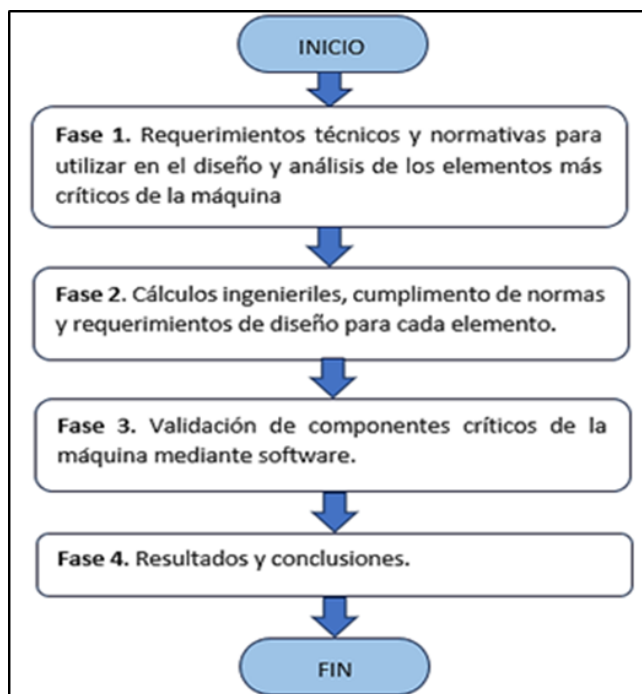 INICIO
Fase 1. Requerimientos técnicos y normativas para
utilizar en el diseño y análisis de los elementos más
críticos de la máquina
Fase 2. Cálculos ingenieriles, cumplimento de normas
y requerimientos de diseño para cada elemento.
Fase 3. Validación de componentes críticos de la
máquina mediante software.
Fase 4. Resultados y conclusiones.
FIN